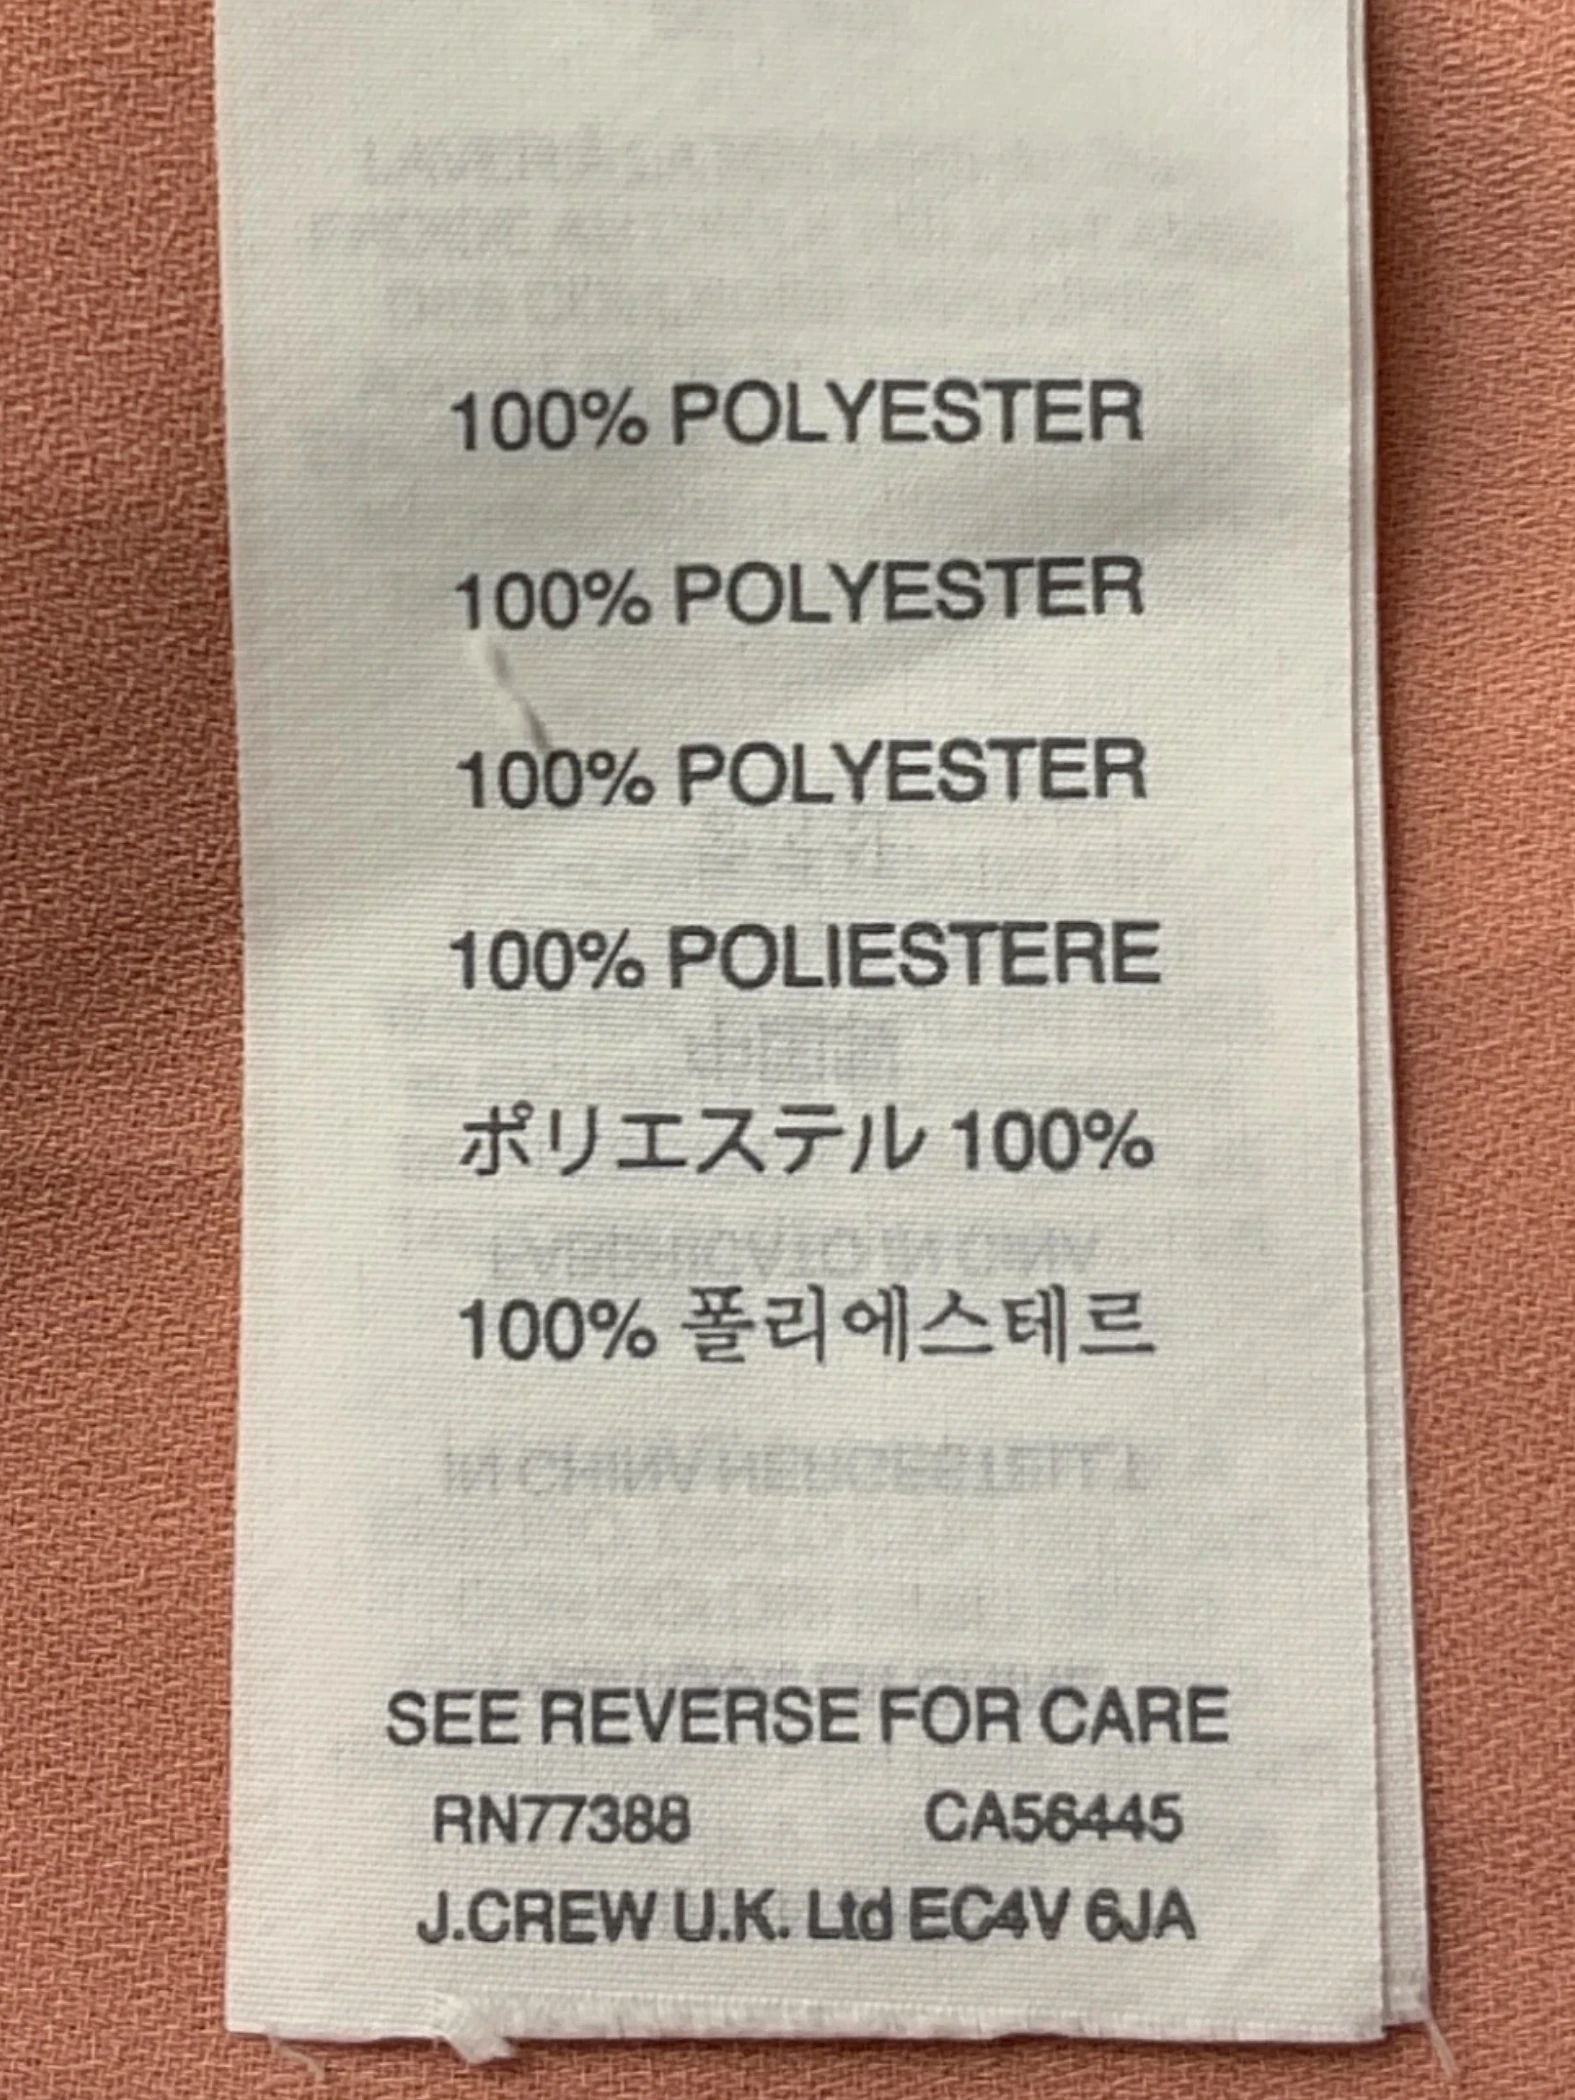 100% POLYESTER
100% POLYESTER
100% POLYESTER
100% POLIESTERE
ポリエステル 100%
100% 폴리에스테르
SEE REVERSE FOR CARE
RN77388 CA56445
J.CREW U.K. Ltd EC4V 6JA